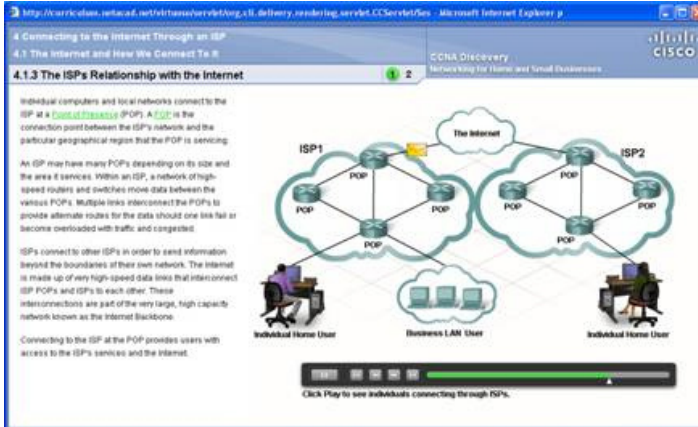 http://curriculum.netacad.net/virtuoso/servlet/org.cli.delivery.rendering.servlet.CCServlet/Ses - Microsoft Internet Explorer p
4 Connecting to the Internet Through an ISP
4.1 The Internet and How We Connect To It
CISCO
CCNA Discovery
Networking for Home and Small Businesses
4.1.3 The ISPs Relationship with the Internet
1 2
Individual computers and local networks connect to the
ISP at a Point of Presence (POP). A POP is the
connection point between the ISP's network and the
particular geographical region that the POP is servicing.
An ISP may have many POPs depending on its size and
the area it services. Within an ISP, a network of high-
speed routers and switches move data between the
various POPs. Multiple links interconnect the POPs to
provide alternate routes for the data should one link fail or
become overloaded with traffic and congested.
ISPs connect to other ISPs in order to send information
beyond the boundaries of their own network. The Internet
is made up of very high-speed data links that interconnect
ISP POPs and ISPs to each other. These
interconnections are part of the very large, high capacity
network known as the Internet Backbone.
Connecting to the ISP at the POP provides users with
access to the ISP's services and the Internet.
The Internet
ISP1
ISP2
POP
POP
POP
POP
POP
POP
POP
POP
Individual Home User
Business LAN User
Individual Home User
Click Play to see individuals connecting through ISPs.